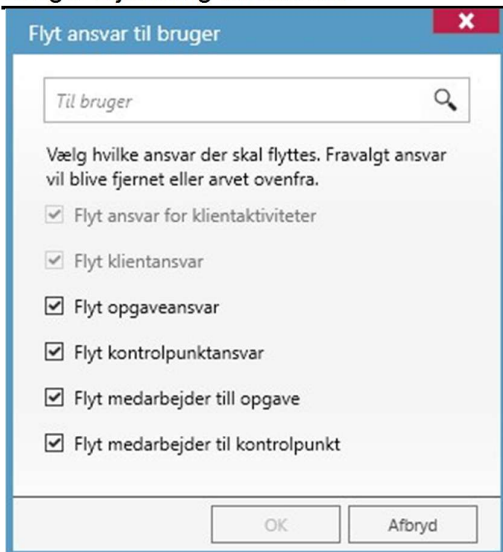 Flyt ansvar til bruger
Til bruger
Vælg hvilke ansvar der skal flyttes. Fravalgt ansvar
vil blive fjernet eller arvet ovenfra.
Flyt ansvar for klientaktiviteter
Flyt klientansvar
Flyt opgaveansvar
Flyt kontrolpunktansvar
Flyt medarbejder till opgave
Flyt medarbejder til kontrolpunkt
OK
Afbryd